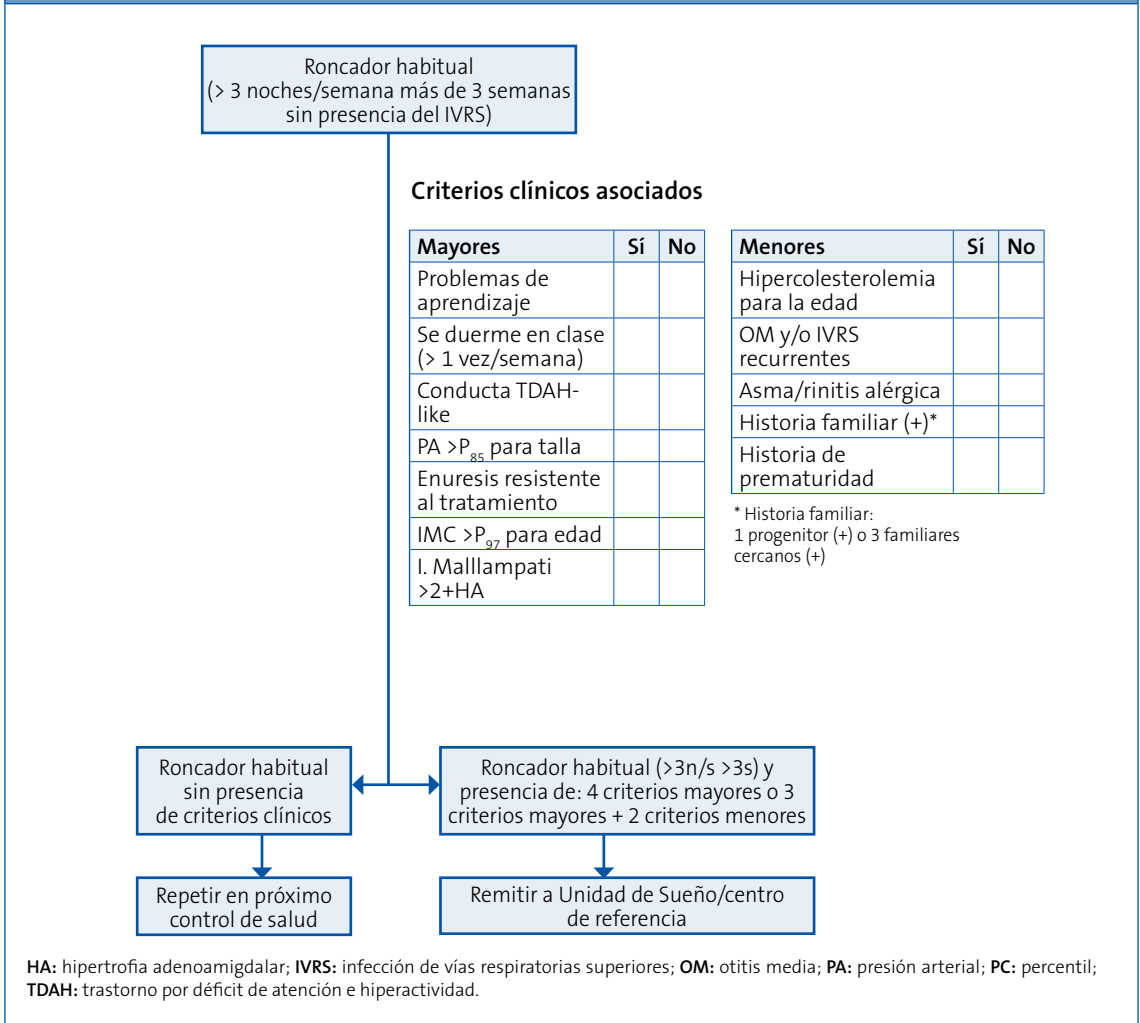 Roncador habitual
(> 3 noches/semana más de 3 semanas
sin presencia del IVRS)
Criterios clínicos asociados
Mayores Sí No
Problemas de
aprendizaje
Se duerme en clase
(> 1 vez/semana)
Conducta TDAH-
like
PA >P85 para talla
Enuresis resistente
al tratamiento
IMC >P97 para edad
I. Malllampati
>2+HA
Menores Sí No
Hipercolesterolemia
para la edad
OM y/o IVRS
recurrentes
Asma/rinitis alérgica
Historia familiar (+)*
Historia de
prematuridad
* Historia familiar:
1 progenitor (+) o 3 familiares
cercanos (+)
Roncador habitual
sin presencia
de criterios clínicos
Roncador habitual (>3n/s >3s) y
presencia de: 4 criterios mayores o 3
criterios mayores + 2 criterios menores
Repetir en próximo
control de salud
Remitir a Unidad de Sueño/centro
de referencia
HA: hipertrofia adenoamigdalar; IVRS: infección de vías respiratorias superiores; OM: otitis media; PA: presión arterial; PC: percentil;
TDAH: trastorno por déficit de atención e hiperactividad.